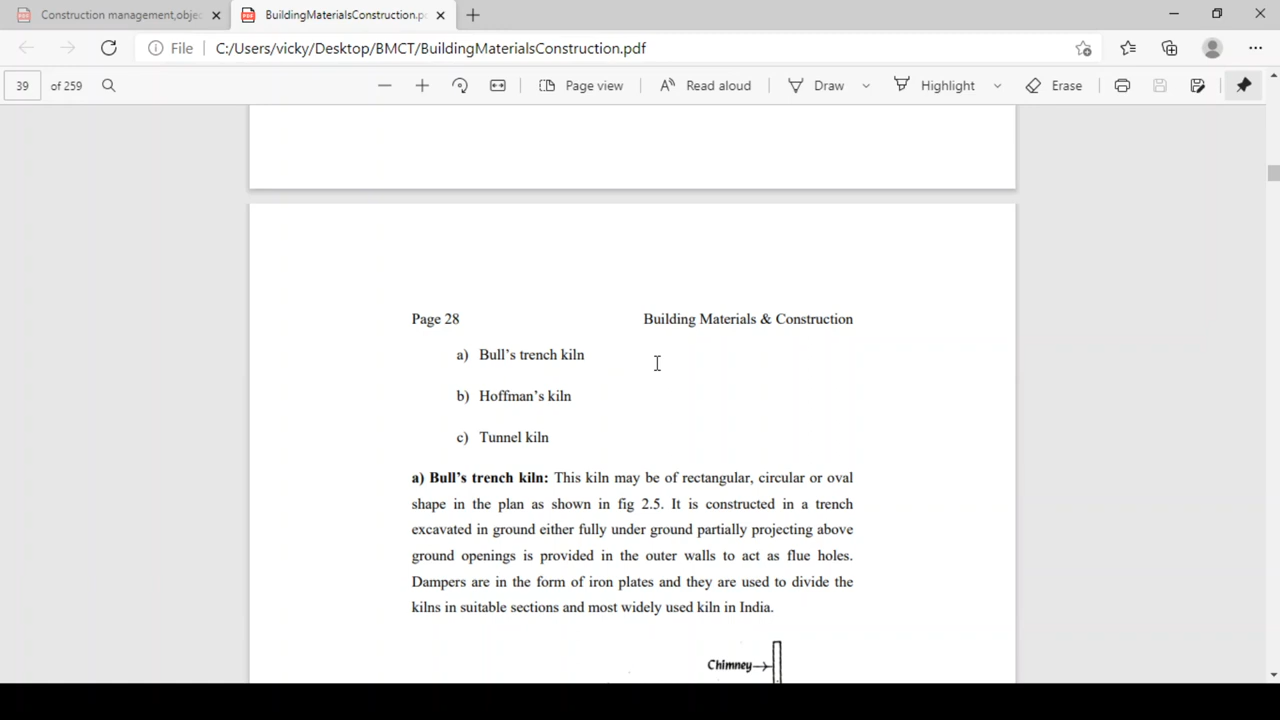 Construction management,objec
BuildingMaterialsConstruction.pd
File
C:/Users/vicky/Desktop/BMCT/BuildingMaterialsConstruction.pdf
39 of 259
Page view
Read aloud
Draw
Highlight
Erase
Page 28 Building Materials & Construction
a) Bull’s trench kiln
b) Hoffman’s kiln
c) Tunnel kiln
a) Bull’s trench kiln: This kiln may be of rectangular, circular or oval
shape in the plan as shown in fig 2.5. It is constructed in a trench
excavated in ground either fully under ground partially projecting above
ground openings is provided in the outer walls to act as flue holes.
Dampers are in the form of iron plates and they are used to divide the
kilns in suitable sections and most widely used kiln in India.
Chimney